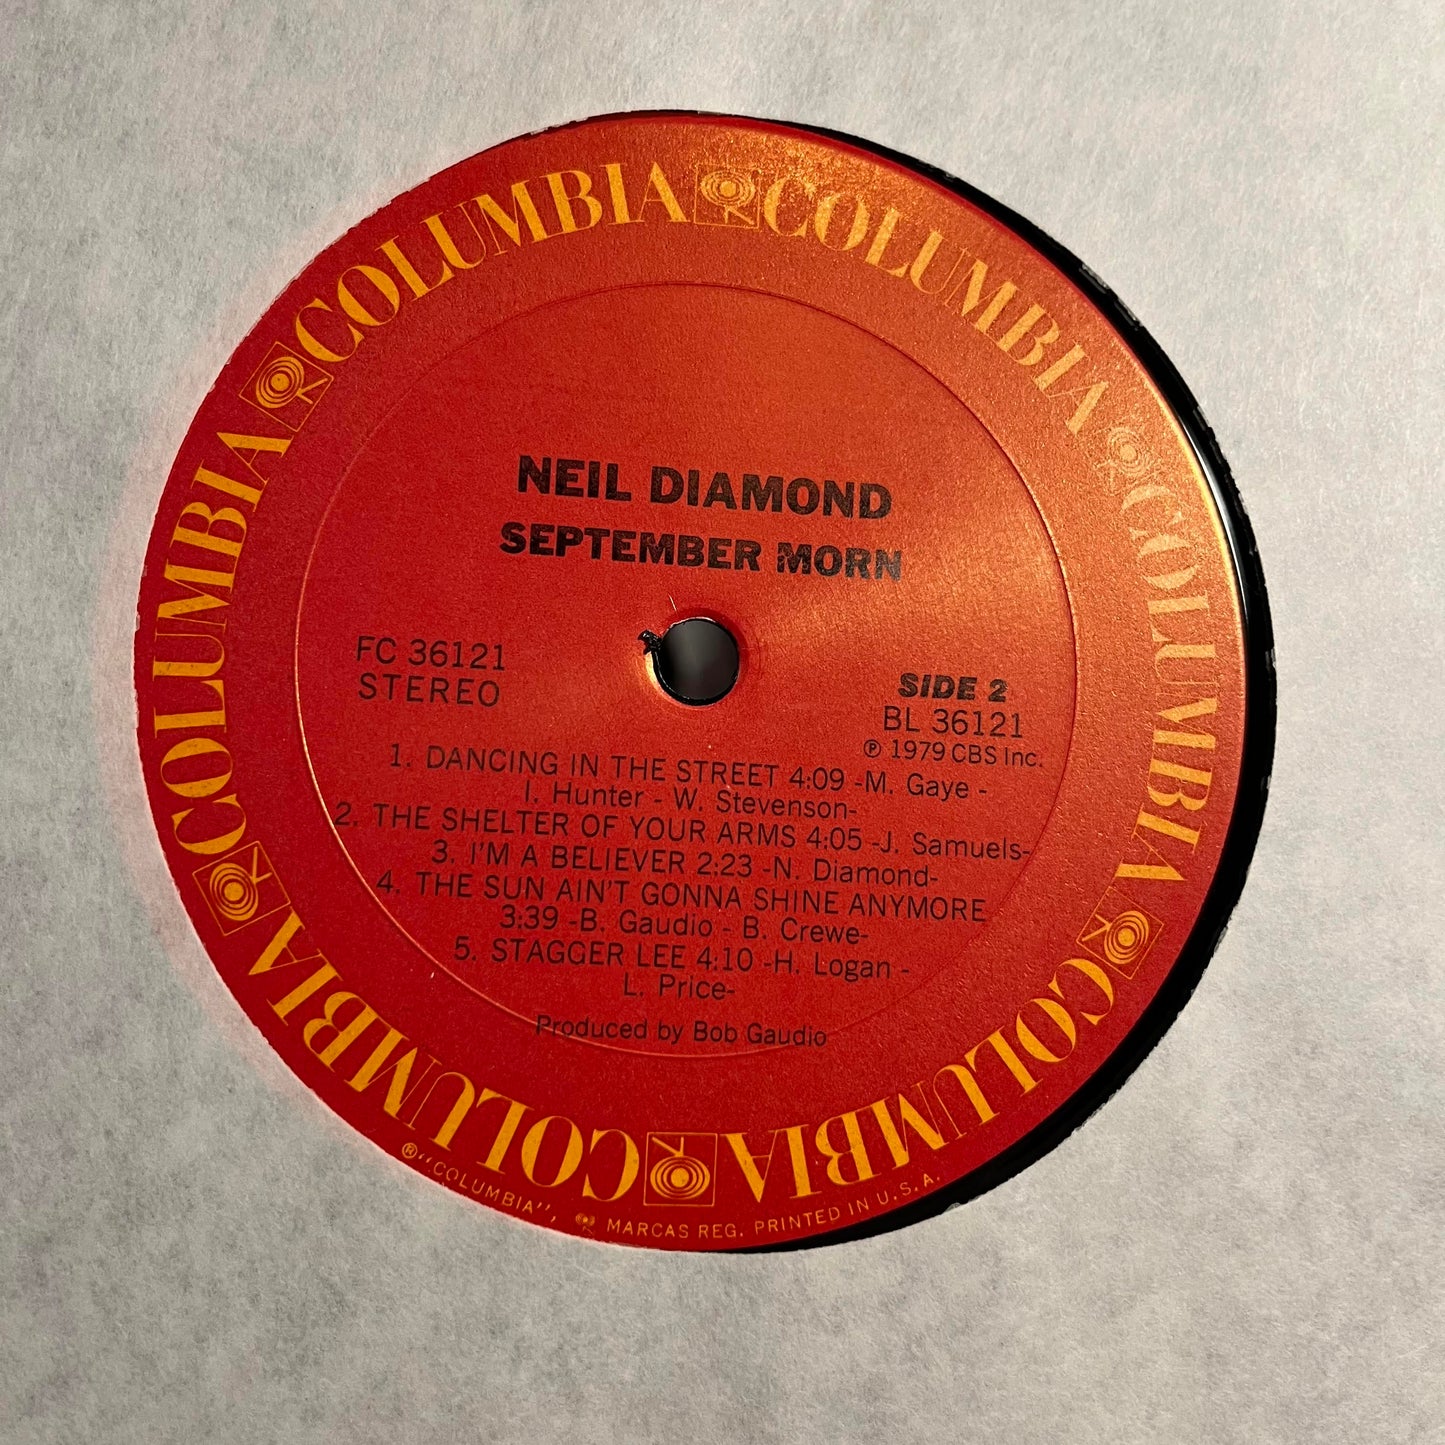 COLUMBIA COLUMBIA COLUMBIA COLUMBIA COLUMBIA COLUMBIA
NEIL DIAMOND
SEPTEMBER MORN
FC 36121
STEREO
SIDE 2
BL 36121
℗ 1979 CBS Inc.
1. DANCING IN THE STREET 4:09 -M. Gaye -
I. Hunter - W. Stevenson-
2. THE SHELTER OF YOUR ARMS 4:05 -J. Samuels-
3. I'M A BELIEVER 2:23 -N. Diamond-
4. THE SUN AIN'T GONNA SHINE ANYMORE
3:39 -B. Gaudio - B. Crewe-
5. STAGGER LEE 4:10 -H. Logan -
L. Price-
Produced by Bob Gaudio
® "COLUMBIA", MARCAS REG. PRINTED IN U.S.A.